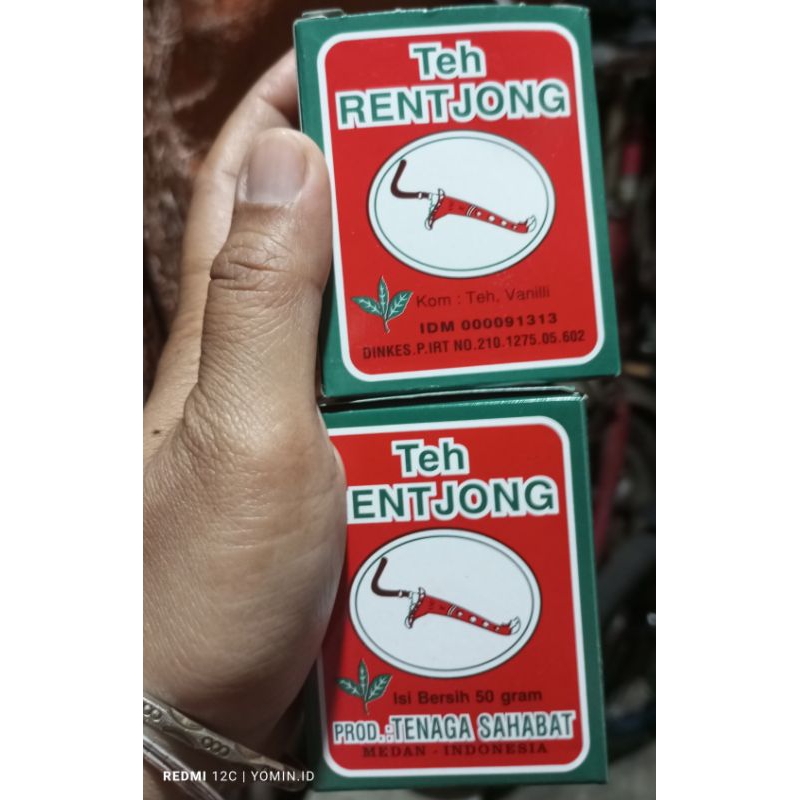 Teh
RENTJONG
Kom : Teh, Vanilli
IDM 000091313
DINKES.P.IRT NO.210.1275.05.602
Teh
ENTJONG
Isi Bersih 50 gram
PROD.:TENAGA SAHABAT
MEDAN - INDONESIA
REDMI 12C | YOMIN.ID